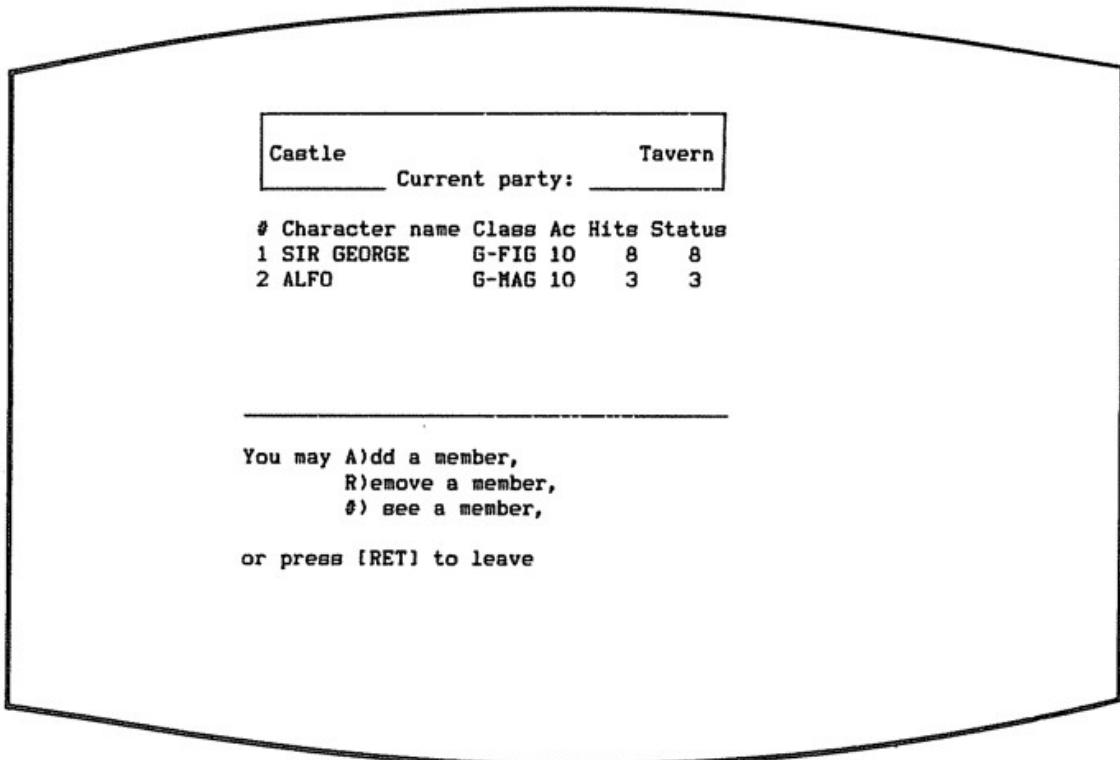 Castle Tavern
Current party:
# Character name Class Ac Hits Status
1 SIR GEORGE G-FIG 10 8 8
2 ALFO G-MAG 10 3 3
You may A)dd a member,
R)emove a member,
#) see a member,
or press [RET] to leave